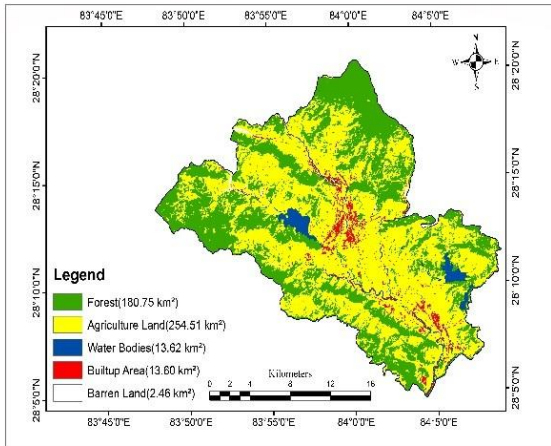 83°45'0"E 83°50'0"E 83°55'0"E 84°0'0"E 84°5'0"E
28°20'0"N 28°20'0"N
N
W E
S
28°15'0"N 28°15'0"N
28°10'0"N 28°10'0"N
28°5'0"N 28°5'0"N
Legend
Forest(180.75 km²)
Agriculture Land(254.51 km²)
Water Bodies(13.62 km²)
Builtup Area(13.60 km²)
Barren Land(2.46 km²)
Kilometers
0 2 4 8 12 16
83°45'0"E 83°50'0"E 83°55'0"E 84°0'0"E 84°5'0"E